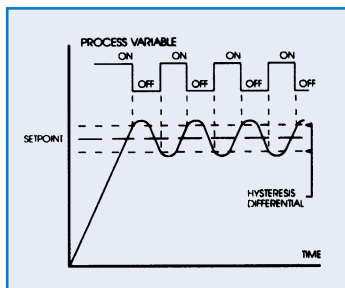 PROCESS VARIABLE
ON ON ON ON
OFF OFF OFF OFF
SETPOINT
HYSTERESIS
DIFFERENTIAL
TIME